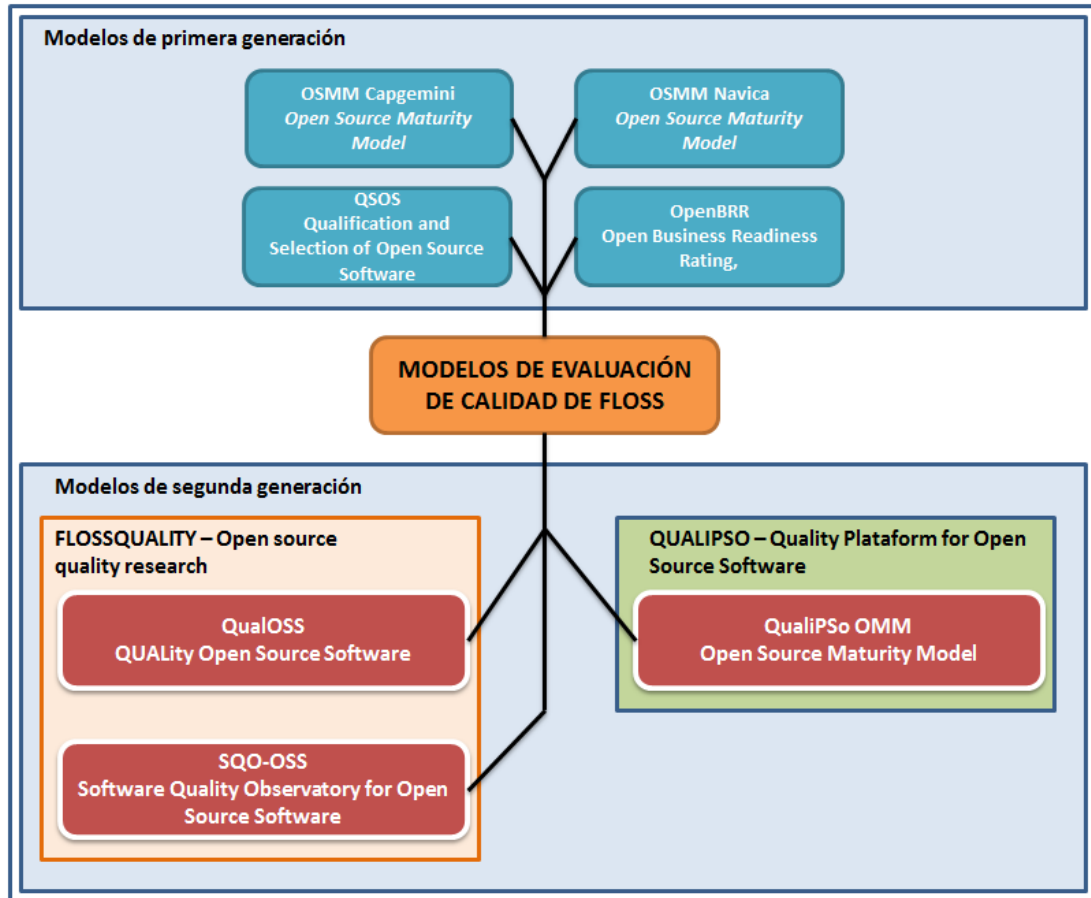 Modelos de primera generación
OSMM Capgemini
Open Source Maturity
Model
OSMM Navica
Open Source Maturity
Model
QSOS
Qualification and
Selection of Open Source
Software
OpenBRR
Open Business Readiness
Rating,
MODELOS DE EVALUACIÓN
DE CALIDAD DE FLOSS
Modelos de segunda generación
FLOSSQUALITY – Open source
quality research
QualOSS
QUALity Open Source Software
SQO-OSS
Software Quality Observatory for Open
Source Software
QUALIPSO – Quality Plataform for Open
Source Software
QualiPSo OMM
Open Source Maturity Model